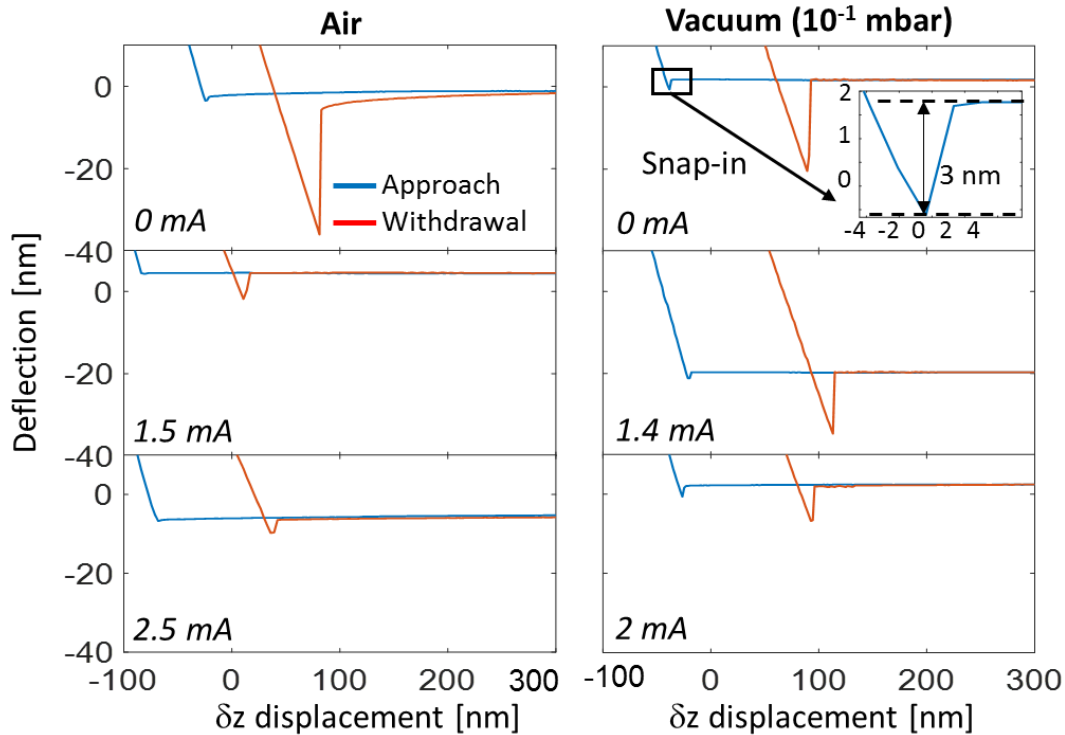 Air
Vacuum (10⁻¹ mbar)
Deflection [nm]
0
-20
-40
0
-20
-40
0
-20
-40
Approach
Withdrawal
0 mA
1.5 mA
2.5 mA
-100 0 100 200 300
δz displacement [nm]
Snap-in
2
1
0
3 nm
-4 -2 0 2 4
0 mA
1.4 mA
2 mA
-100 0 100 200 300
δz displacement [nm]